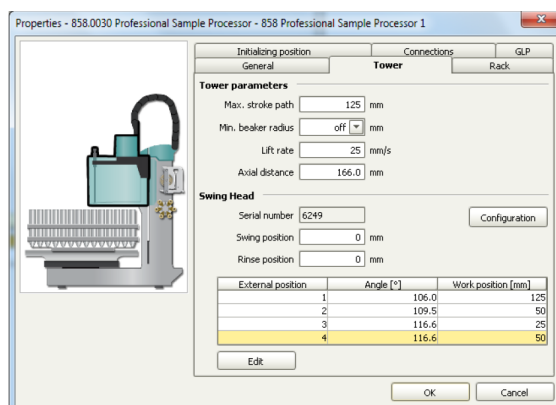 Properties - 858.0030 Professional Sample Processor - 858 Professional Sample Processor 1
Initializing position Connections GLP
General Tower Rack
Tower parameters
Max. stroke path 125 mm
Min. beaker radius off mm
Lift rate 25 mm/s
Axial distance 166.0 mm
Swing Head
Serial number 6249 Configuration
Swing position 0 mm
Rinse position 0 mm
External position Angle [°] Work position [mm]
1 106.0 125
2 109.5 50
3 116.6 25
4 116.6 50
Edit
OK Cancel